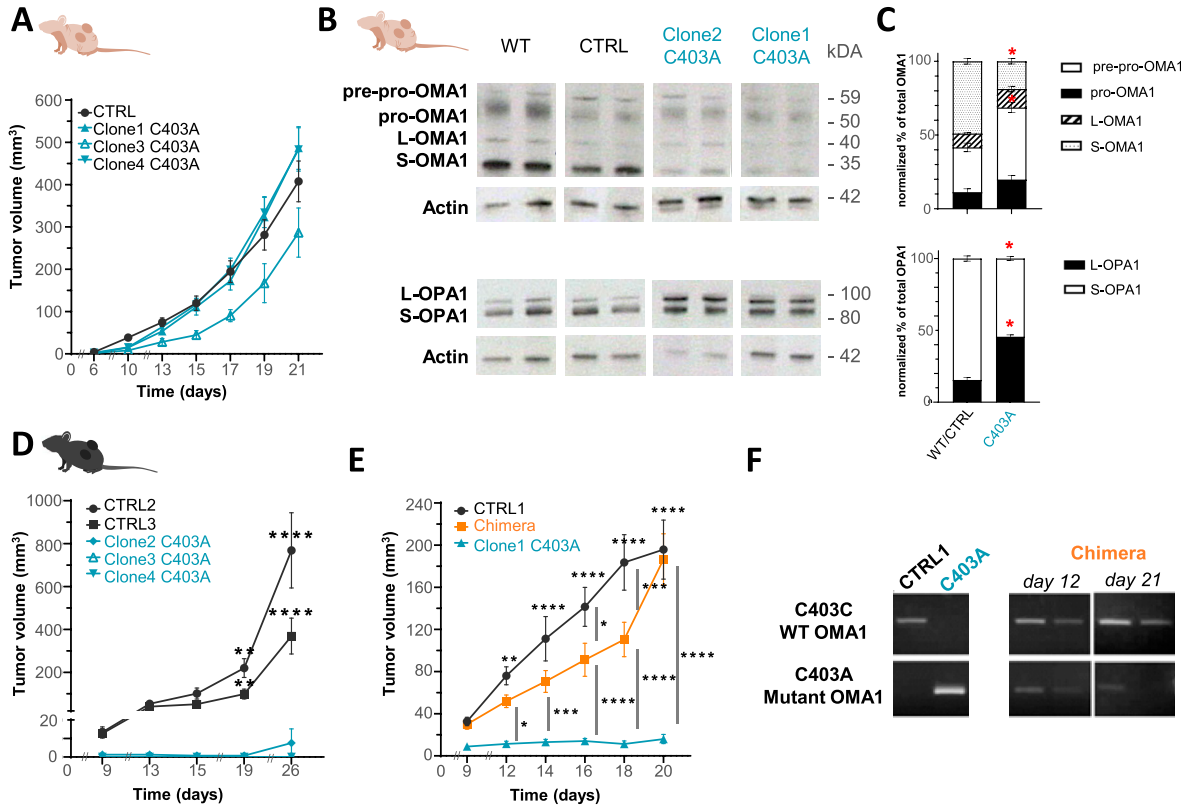 A
Tumor volume (mm³)
600
500
400
300
200
100
0
CTRL
Clone1 C403A
Clone3 C403A
Clone4 C403A
0 6 10 13 15 17 19 21
Time (days)
B
WT CTRL Clone2 C403A Clone1 C403A kDA
pre-pro-OMA1 - 59
pro-OMA1 - 50
L-OMA1 - 40
S-OMA1 - 35
Actin - 42
L-OPA1 - 100
S-OPA1 - 80
Actin - 42
C
normalized % of total OMA1
100
50
0
*
*
pre-pro-OMA1
pro-OMA1
L-OMA1
S-OMA1
normalized % of total OPA1
100
50
0
*
*
L-OPA1
S-OPA1
WT/CTRL C403A
D
Tumor volume (mm³)
1000
800
600
400
200
20
0
CTRL2
CTRL3
Clone2 C403A
Clone3 C403A
Clone4 C403A
****
****
**
**
0 9 13 15 19 26
Time (days)
E
Tumor volume (mm³)
240
200
160
120
80
40
0
CTRL1
Chimera
Clone1 C403A
** **** **** **** ****
* ***
* *** **** **** ****
0 9 12 14 16 18 20
Time (days)
F
CTRL1 C403A
Chimera
day 12 day 21
C403C
WT OMA1
C403A
Mutant OMA1